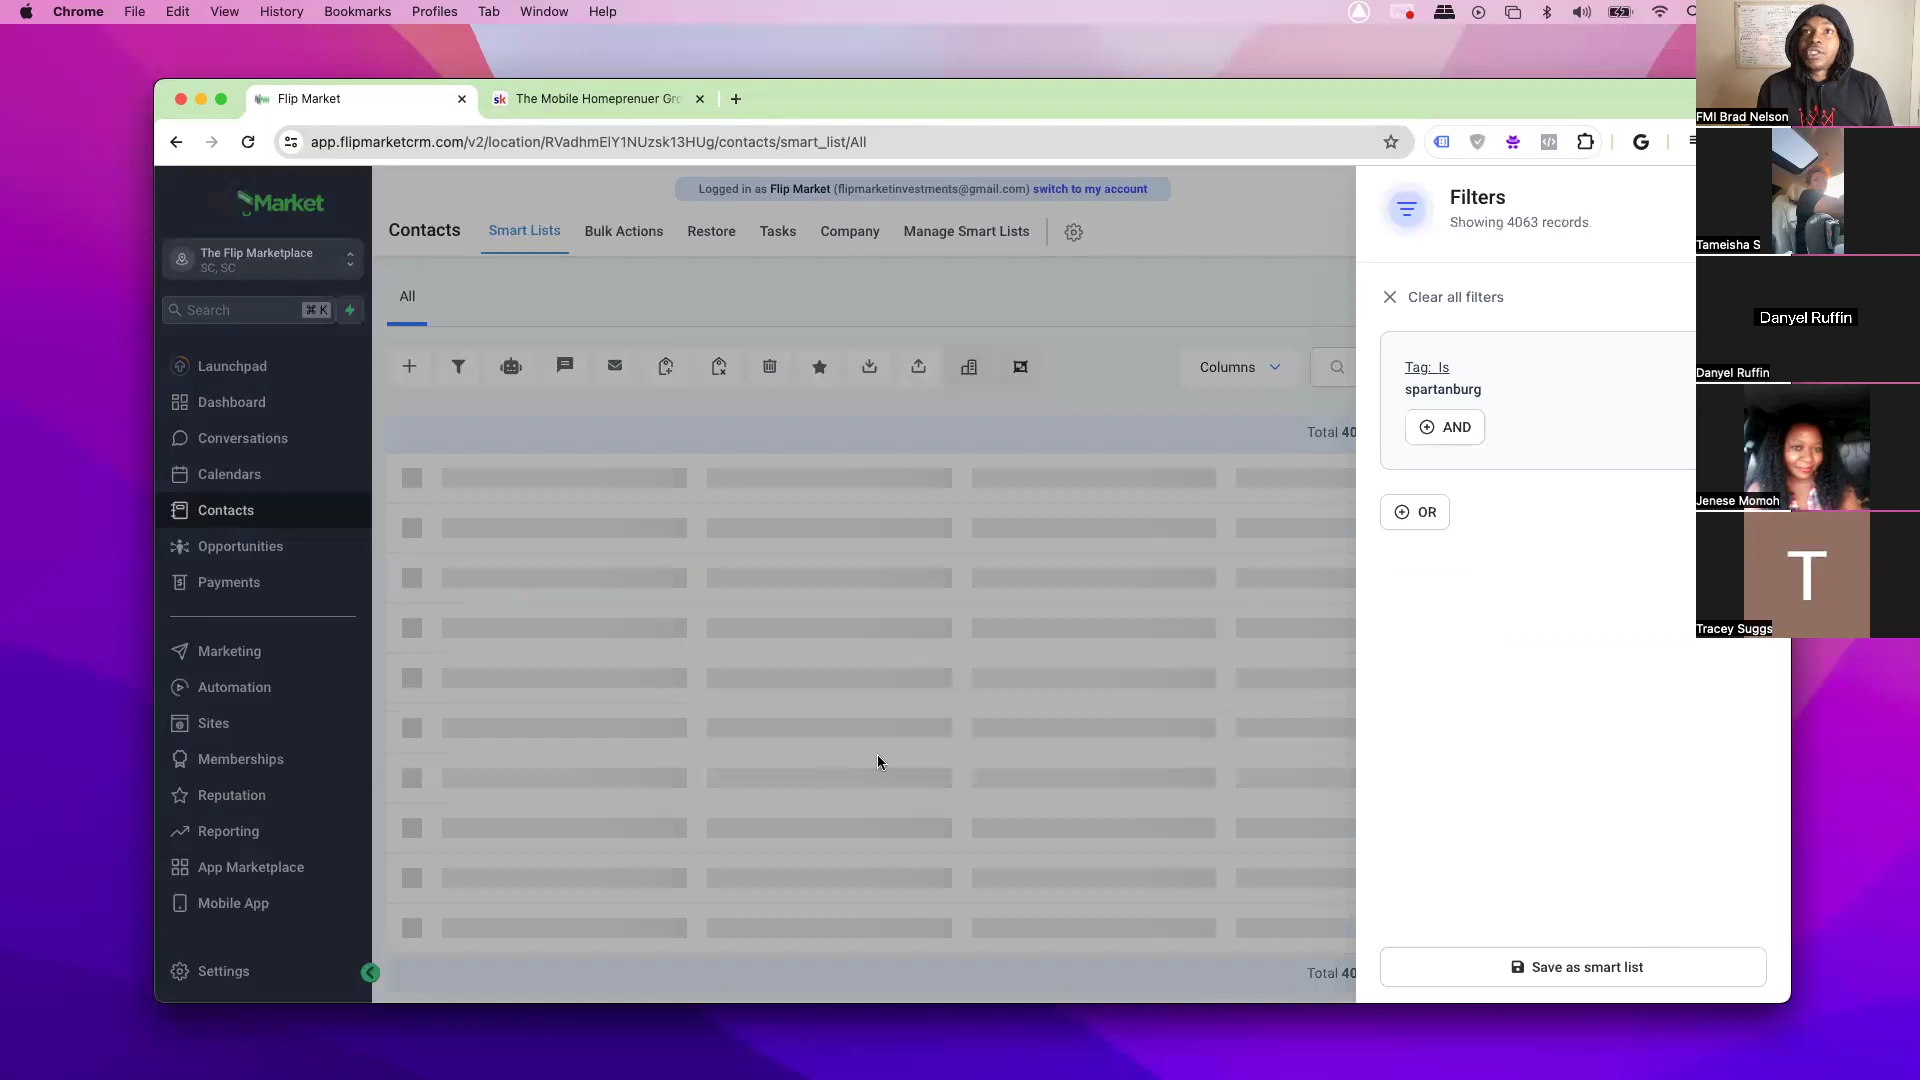 Chrome File Edit View History Bookmarks Profiles Tab Window Help
Flip Market
sk The Mobile Homeprenuer Gro
app.flipmarketcrm.com/v2/location/RVadhmEIY1NUzsk13HUg/contacts/smart_list/All
G
Market
The Flip Marketplace
SC, SC
Search ⌘ K
Launchpad
Dashboard
Conversations
Calendars
Contacts
Opportunities
Payments
Marketing
Automation
Sites
Memberships
Reputation
Reporting
App Marketplace
Mobile App
Settings
Logged in as Flip Market (flipmarketinvestments@gmail.com) switch to my account
Contacts Smart Lists Bulk Actions Restore Tasks Company Manage Smart Lists
All
Columns
Total 40
Total 40
Filters
Showing 4063 records.
Clear all filters
Tag: Is
spartanburg
AND
OR
Save as smart list
FMI Brad Nelson
Tameisha S
Danyel Ruffin
Danyel Ruffin
Jenese Momoh
T
Tracey Suggs